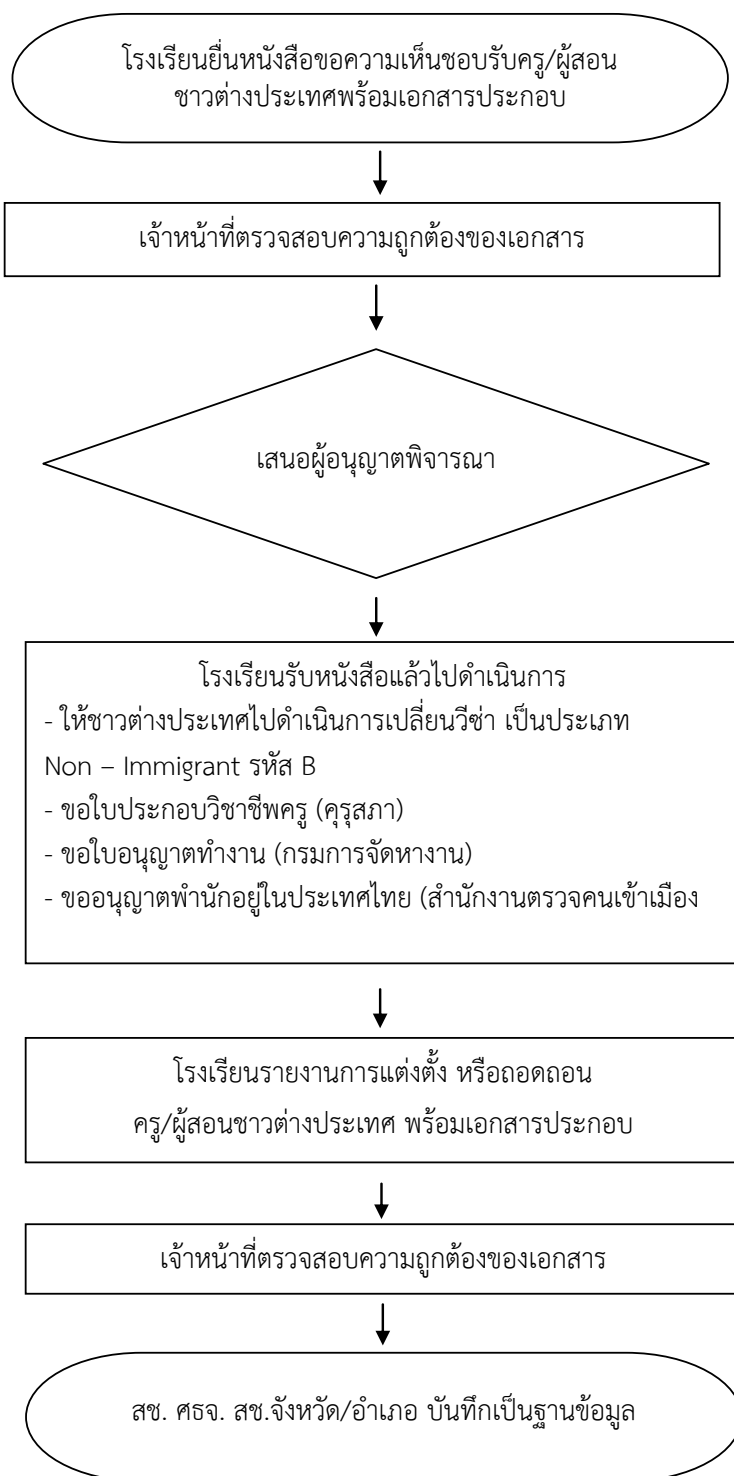 โรงเรียนยื่นหนังสือขอความเห็นชอบรับครู/ผู้สอน
ชาวต่างประเทศพร้อมเอกสารประกอบ
เจ้าหน้าที่ตรวจสอบความถูกต้องของเอกสาร
เสนอผู้อนุญาตพิจารณา
โรงเรียนรับหนังสือแล้วไปดำเนินการ
- ให้ชาวต่างประเทศไปดำเนินการเปลี่ยนวีซ่า เป็นประเภท
Non – Immigrant รหัส B
- ขอใบประกอบวิชาชีพครู (คุรุสภา)
- ขอใบอนุญาตทำงาน (กรมการจัดหางาน)
- ขออนุญาตพำนักอยู่ในประเทศไทย (สำนักงานตรวจคนเข้าเมือง
โรงเรียนรายงานการแต่งตั้ง หรือถอดถอน
ครู/ผู้สอนชาวต่างประเทศ พร้อมเอกสารประกอบ
เจ้าหน้าที่ตรวจสอบความถูกต้องของเอกสาร
สช. ศธจ. สช.จังหวัด/อำเภอ บันทึกเป็นฐานข้อมูล